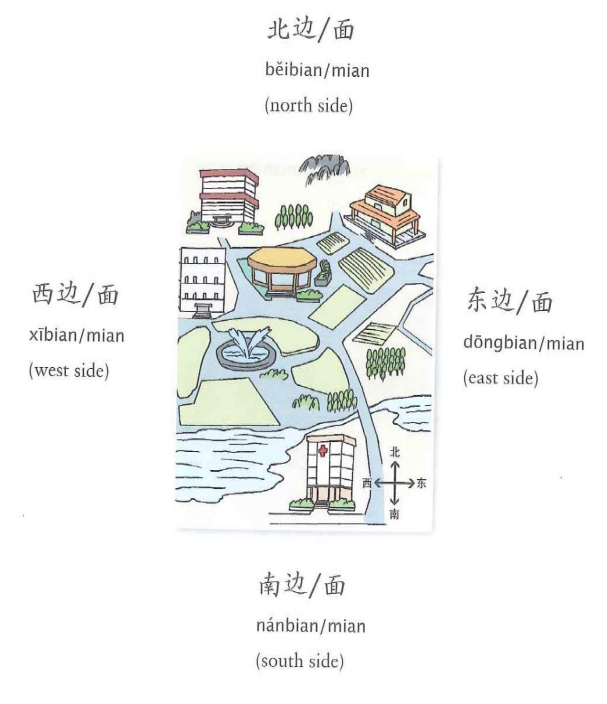 北边/面
běibian/mian
(north side)
西边/面
xībian/mian
(west side)
东边/面
dōngbian/mian
(east side)
北
西 东
南
南边/面
nánbian/mian
(south side)